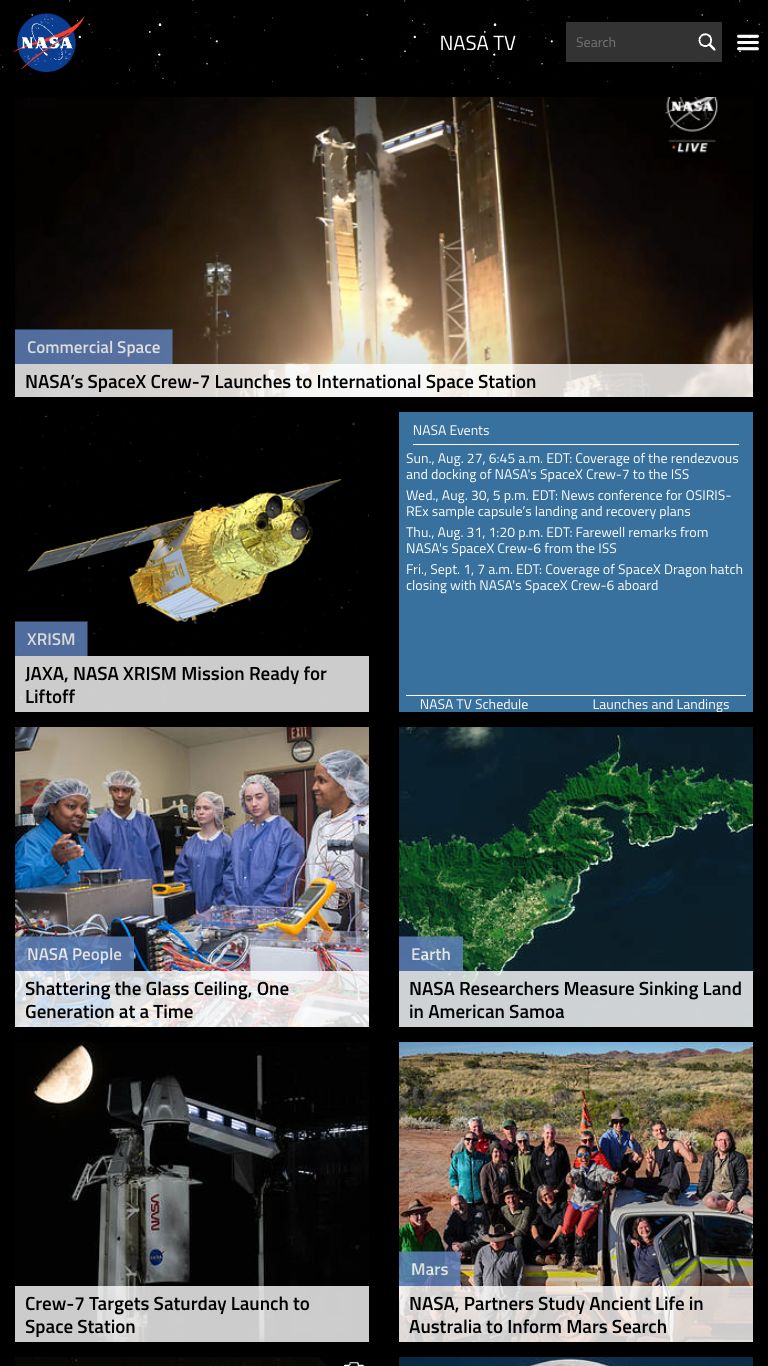 NASA
NASA TV
Search
NASA
LIVE
Commercial Space
NASA’s SpaceX Crew-7 Launches to International Space Station
XRISM
JAXA, NASA XRISM Mission Ready for
Liftoff
NASA Events
Sun., Aug. 27, 6:45 a.m. EDT: Coverage of the rendezvous
and docking of NASA's SpaceX Crew-7 to the ISS
Wed., Aug. 30, 5 p.m. EDT: News conference for OSIRIS-
REx sample capsule’s landing and recovery plans
Thu., Aug. 31, 1:20 p.m. EDT: Farewell remarks from
NASA's SpaceX Crew-6 from the ISS
Fri., Sept. 1, 7 a.m. EDT: Coverage of SpaceX Dragon hatch
closing with NASA's SpaceX Crew-6 aboard
NASA TV Schedule
Launches and Landings
EXIT
NASA People
Shattering the Glass Ceiling, One
Generation at a Time
Earth
NASA Researchers Measure Sinking Land
in American Samoa
NASA
Crew-7 Targets Saturday Launch to
Space Station
Mars
NASA, Partners Study Ancient Life in
Australia to Inform Mars Search